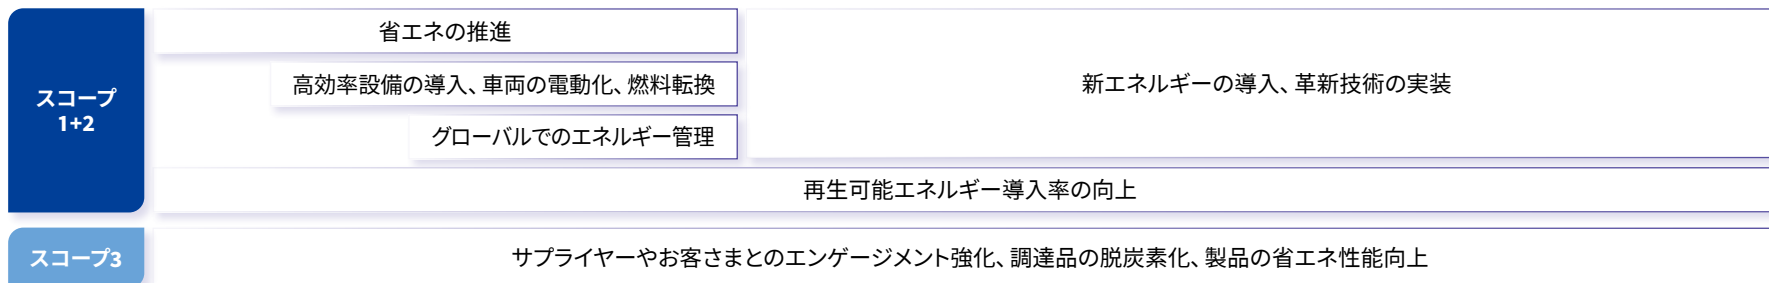 スコープ
1+2
省エネの推進
高効率設備の導入、車両の電動化、燃料転換
グローバルでのエネルギー管理
新エネルギーの導入、革新技術の実装
再生可能エネルギー導入率の向上
スコープ3
サプライヤーやお客さまとのエンゲージメント強化、調達品の脱炭素化、製品の省エネ性能向上